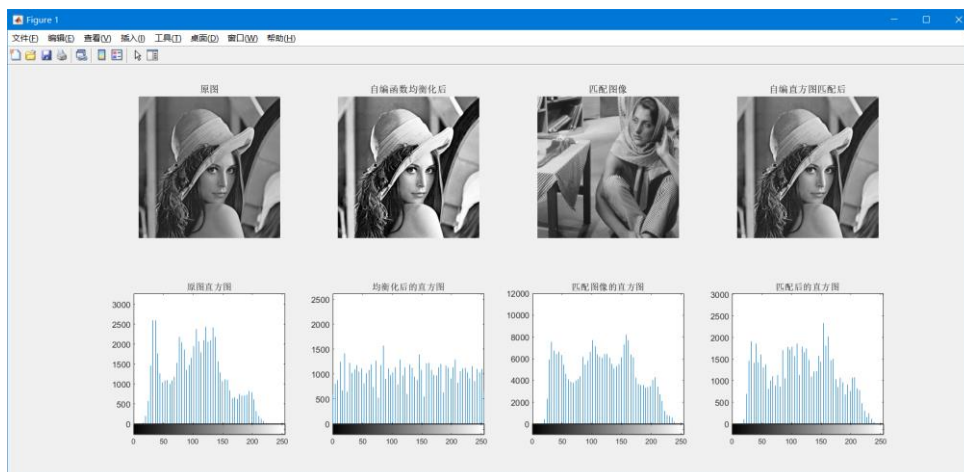 Figure 1
文件(F) 编辑(E) 查看(V) 插入(I) 工具(T) 桌面(D) 窗口(W) 帮助(H)
原图
自编函数均衡化后
匹配图像
自编直方图匹配后
原图直方图
3000
2500
2000
1500
1000
500
0
0 50 100 150 200 250
均衡化后的直方图
2500
2000
1500
1000
500
0
0 50 100 150 200 250
匹配图像的直方图
12000
10000
8000
6000
4000
2000
0
0 50 100 150 200 250
匹配后的直方图
3000
2500
2000
1500
1000
500
0
0 50 100 150 200 250